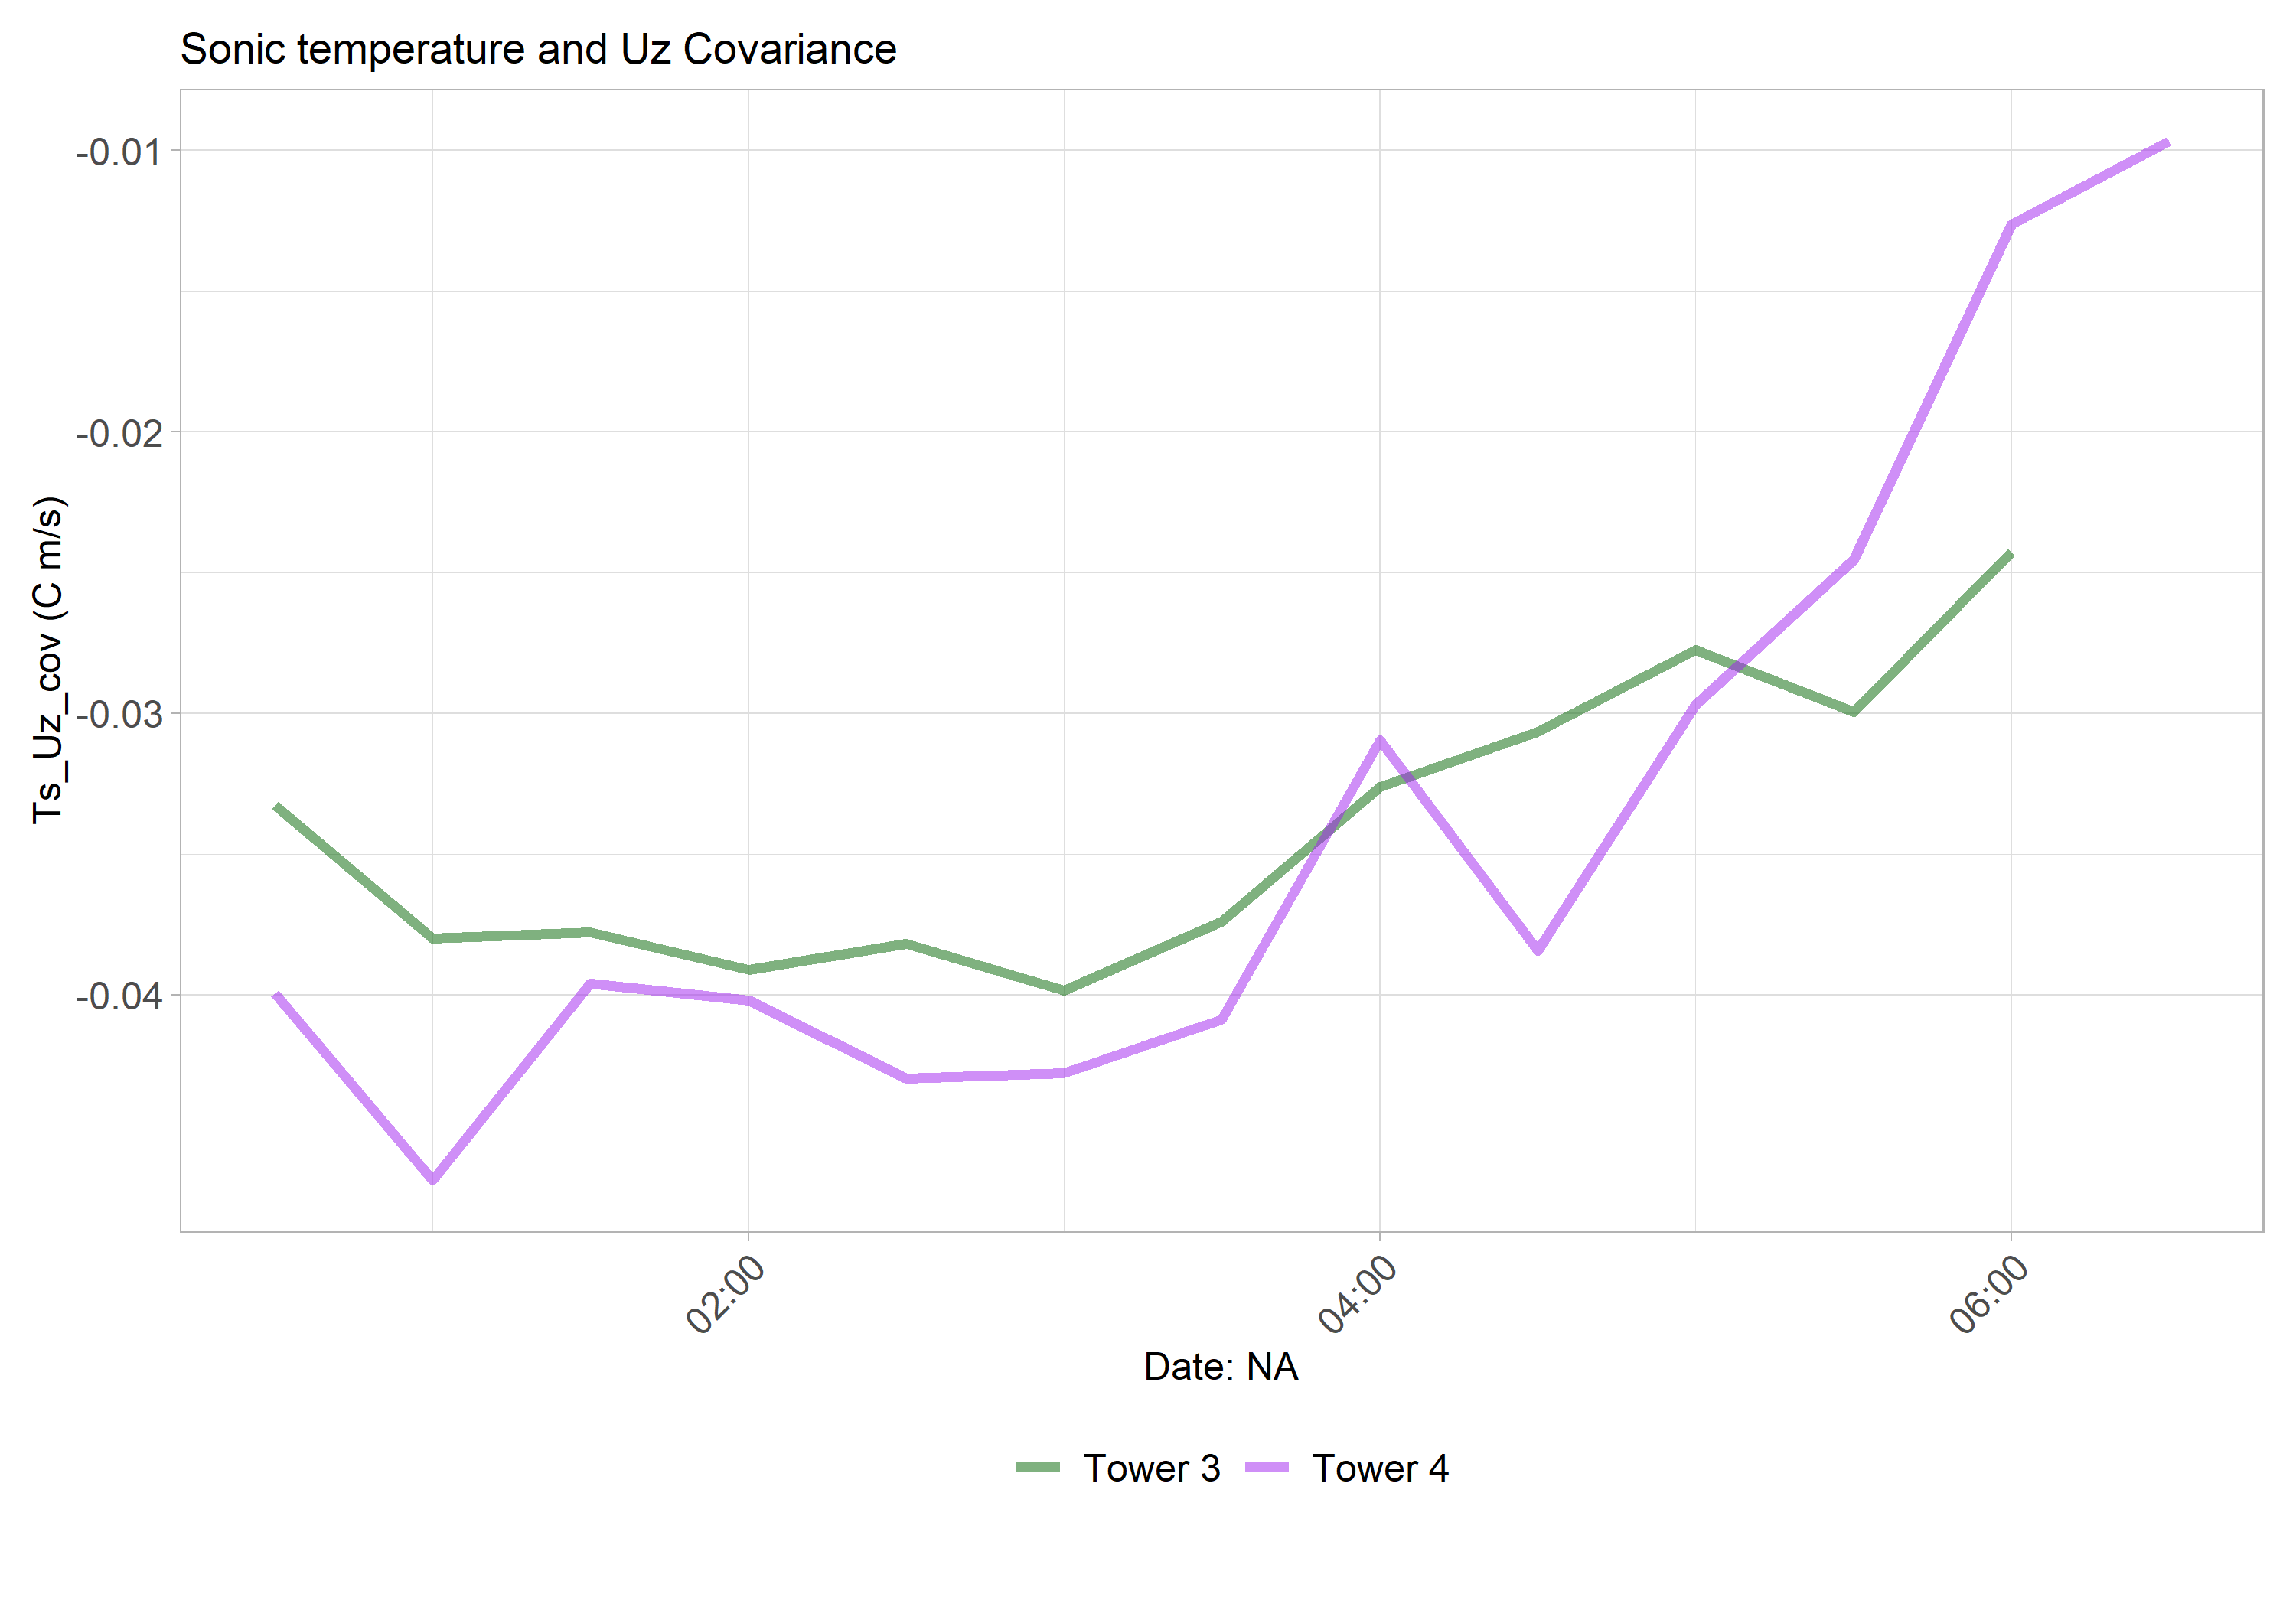 Sonic temperature and Uz Covariance
-0.01
-0.02
-0.03
-0.04
Ts_Uz_cov (C m/s)
02:00
04:00
06:00
Date: NA
Tower 3
Tower 4